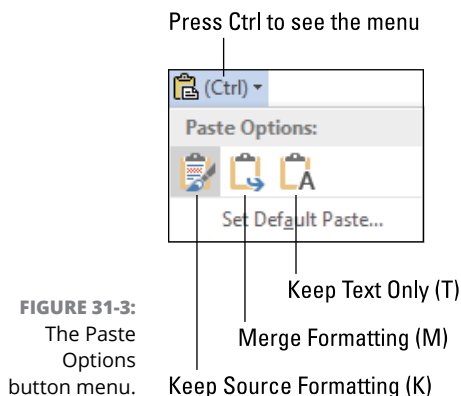 Press Ctrl to see the menu
(Ctrl)
Paste Options:
A
Set Default Paste...
Keep Text Only (T)
Merge Formatting (M)
Keep Source Formatting (K)
FIGURE 31-3:
The Paste
Options
button menu.